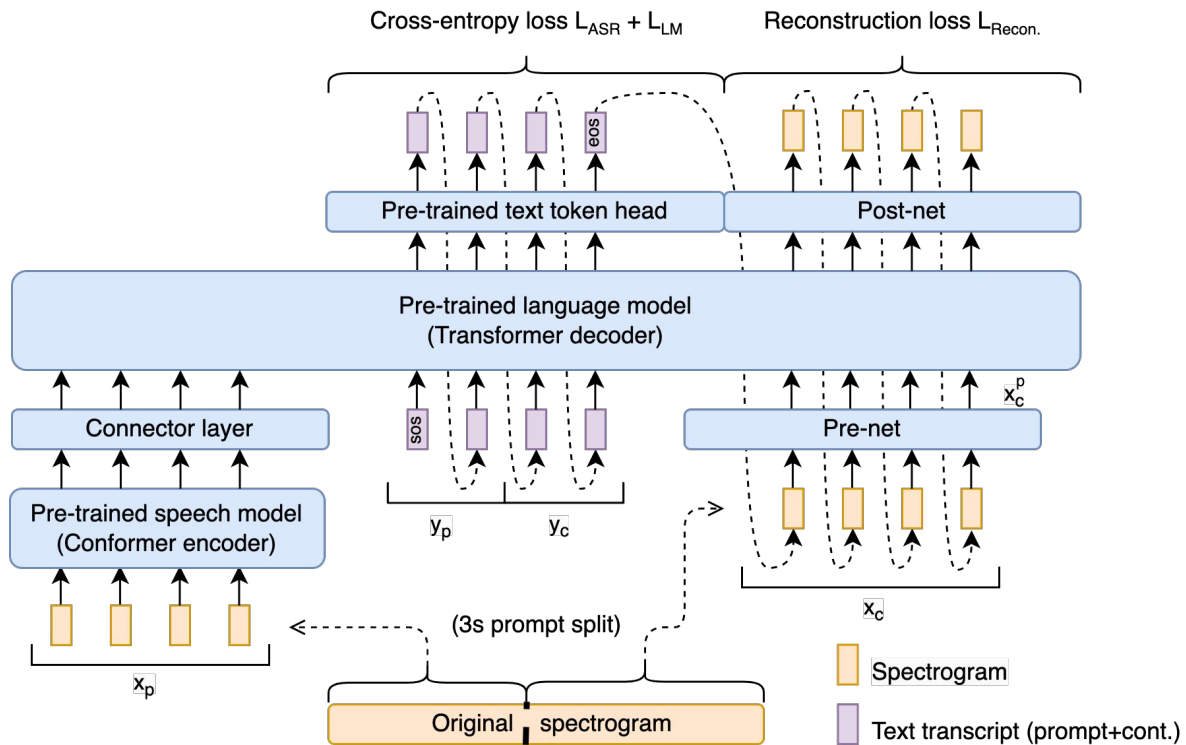 Cross-entropy loss L_ASR + L_LM
Reconstruction loss L_Recon.
eos
Pre-trained text token head
Post-net
Pre-trained language model
(Transformer decoder)
x_c^p
sos
Connector layer
Pre-net
Pre-trained speech model
(Conformer encoder)
y_p
y_c
x_c
(3s prompt split)
x_p
Spectrogram
Original spectrogram
Text transcript (prompt+cont.)